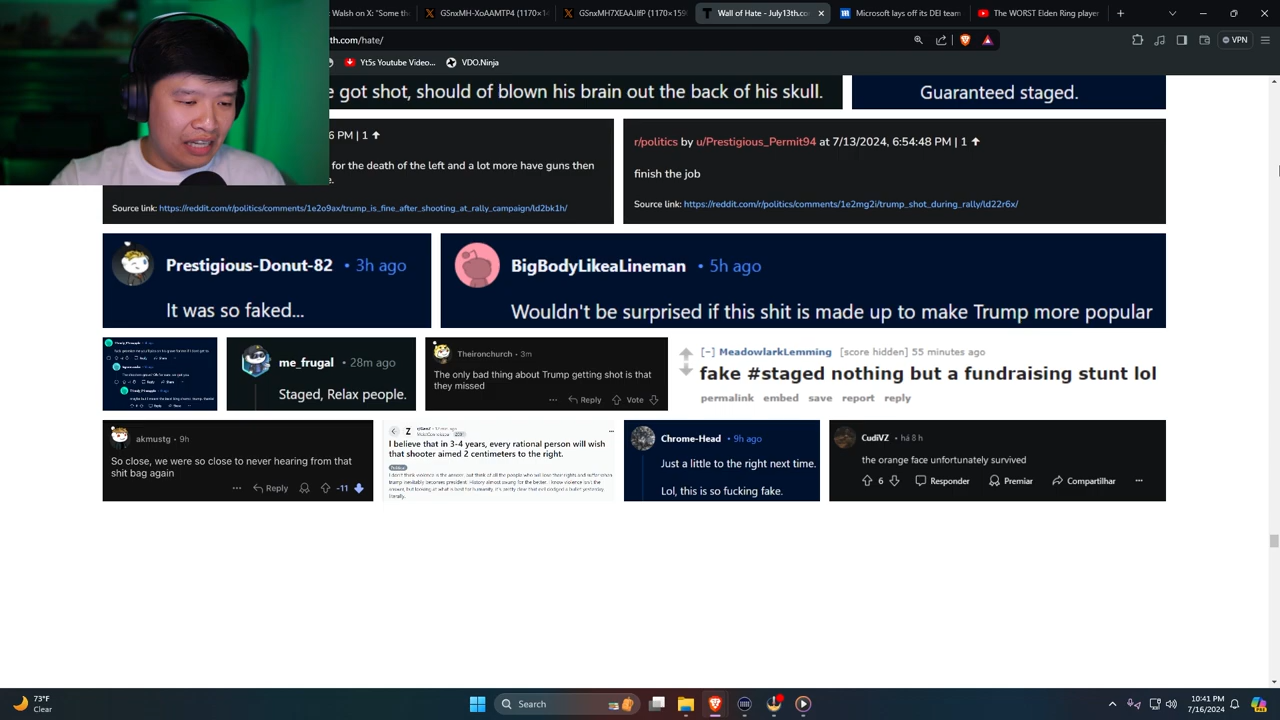 Walsh on X: "Some th
GSnxMH-XoAAMTP4 (1170×14
GSnxMH7XEAAJlfP (1170×159
Wall of Hate - July13th.co
Microsoft lays off its DEI team
The WORST Elden Ring player
th.com/hate/
VPN
Yt5s Youtube Video...
VDO.Ninja
e got shot, should of blown his brain out the back of his skull.
Guaranteed staged.
6 PM | 1
for the death of the left and a lot more have guns then
e.
Source link: https://reddit.com/r/politics/comments/1e2o9ax/trump_is_fine_after_shooting_at_rally_campaign/ld2bk1h/
r/politics by u/Prestigious_Permit94 at 7/13/2024, 6:54:48 PM | 1
finish the job
Source link: https://reddit.com/r/politics/comments/1e2mg2i/trump_shot_during_rally/ld22r6x/
Prestigious-Donut-82 • 3h ago
It was so faked...
BigBodyLikeaLineman • 5h ago
Wouldn't be surprised if this shit is made up to make Trump more popular
me_frugal • 28m ago
Staged, Relax people.
Theironchurch • 3m
The only bad thing about Trump getting shot is that
they missed
Reply Vote
[-] MeadowlarkLemming [score hidden] 55 minutes ago
fake #staged nothing but a fundraising stunt lol
permalink embed save report reply
akmustg • 9h
So close, we were so close to never hearing from that
shit bag again
Reply -11
I believe that in 3-4 years, every rational person will wish
that shooter aimed 2 centimeters to the right.
Chrome-Head • 9h ago
Just a little to the right next time.
Lol, this is so fucking fake.
CudiVZ • há 8 h
the orange face unfortunately survived
6 Responder Premiar Compartilhar
73°F
Clear
Search
10:41 PM
7/16/2024